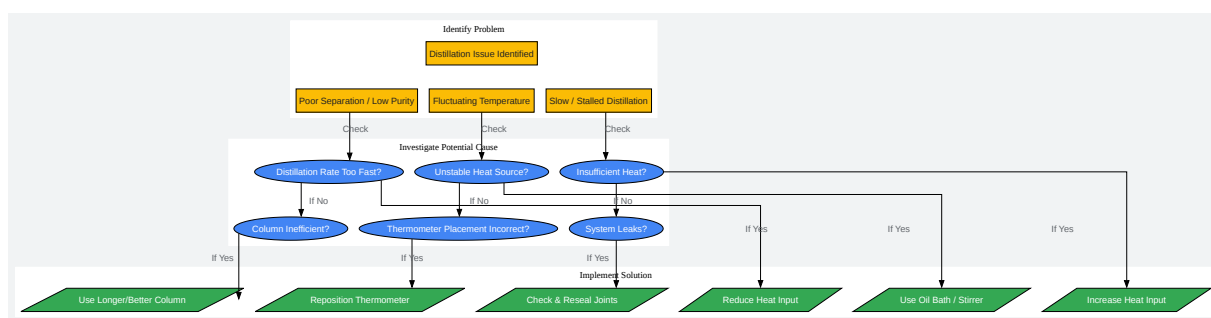 Identify Problem
Distillation Issue Identified
Poor Separation / Low Purity
Fluctuating Temperature
Slow / Stalled Distillation
Check
Check
Check
Investigate Potential Cause
Distillation Rate Too Fast?
Unstable Heat Source?
Insufficient Heat?
If No
If No
If No
Column Inefficient?
Thermometer Placement Incorrect?
System Leaks?
If Yes
If Yes
If Yes
If Yes
If Yes
If Yes
Implement Solution
Use Longer/Better Column
Reposition Thermometer
Check & Reseal Joints
Reduce Heat Input
Use Oil Bath / Stirrer
Increase Heat Input